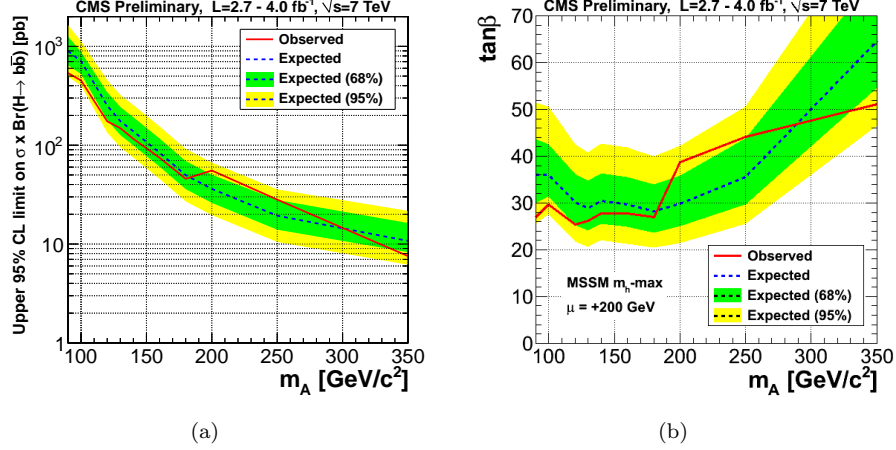 CMS Preliminary, L=2.7 - 4.0 fb⁻¹, √s=7 TeV
Upper 95% CL limit on σ x Br(H→ bb̄) [pb]
10³
10²
10
1
Observed
Expected
Expected (68%)
Expected (95%)
100 150 200 250 300 350
m_A [GeV/c²]
(a)
CMS Preliminary, L=2.7 - 4.0 fb⁻¹, √s=7 TeV
tanβ
70
60
50
40
30
20
10
0
MSSM m_h-max
μ = +200 GeV
Observed
Expected
Expected (68%)
Expected (95%)
100 150 200 250 300 350
m_A [GeV/c²]
(b)